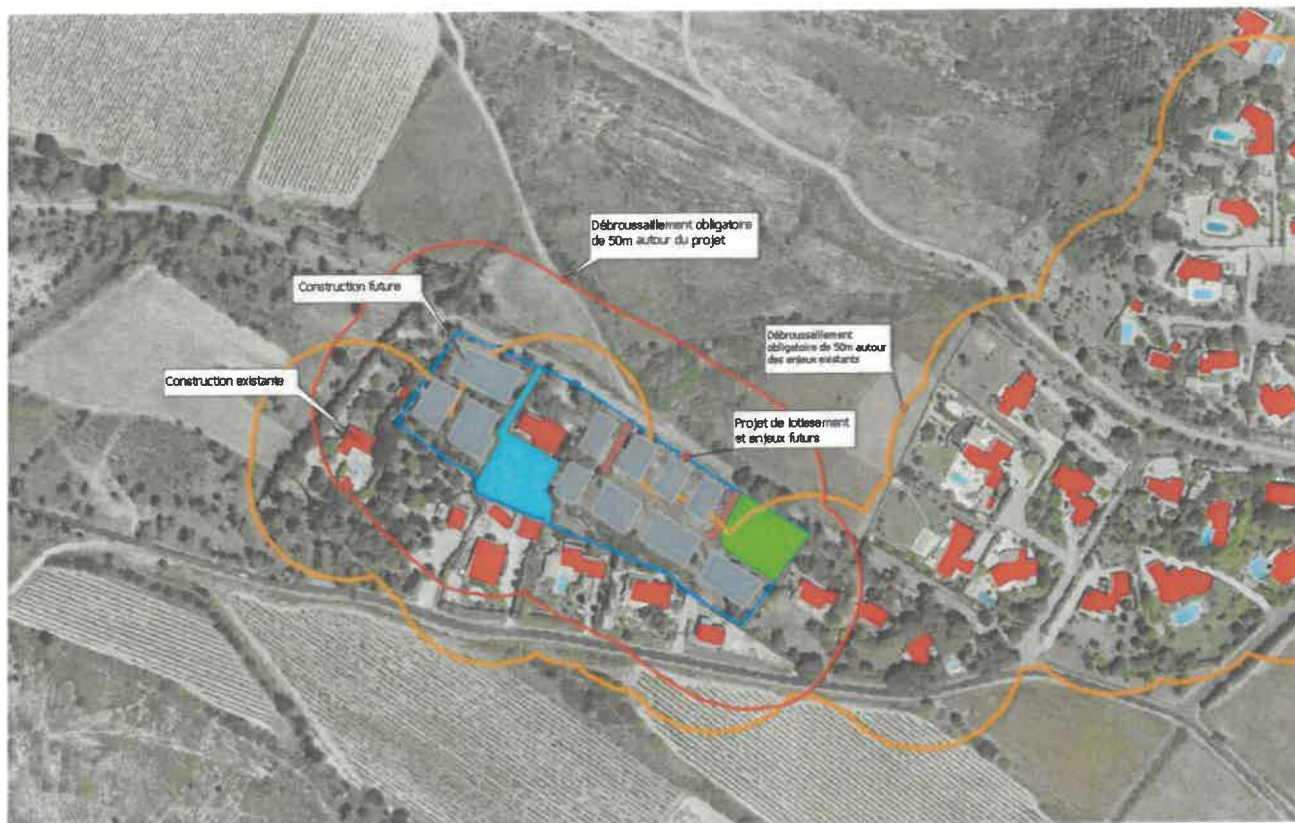 Débroussaillement obligatoire
de 50m autour du projet
Construction future
Débroussaillement
obligatoire de 50m autour
des enjeux existants
Construction existante
Projet de lotissement
et enjeux futurs